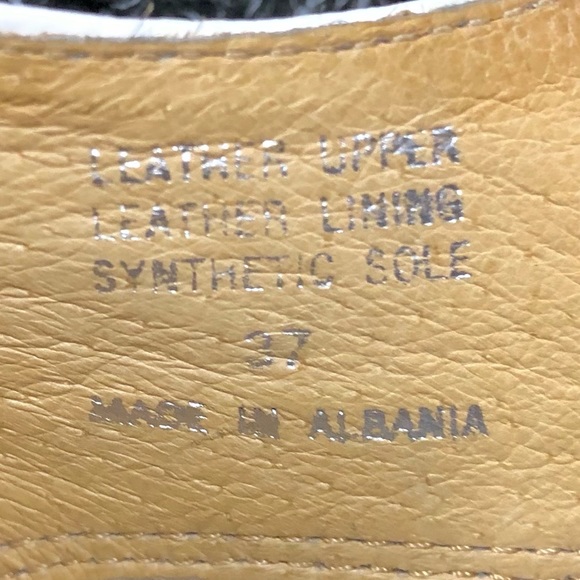 LEATHER UPPER
LEATHER LINING
SYNTHETIC SOLE
37
MADE IN ALBANIA